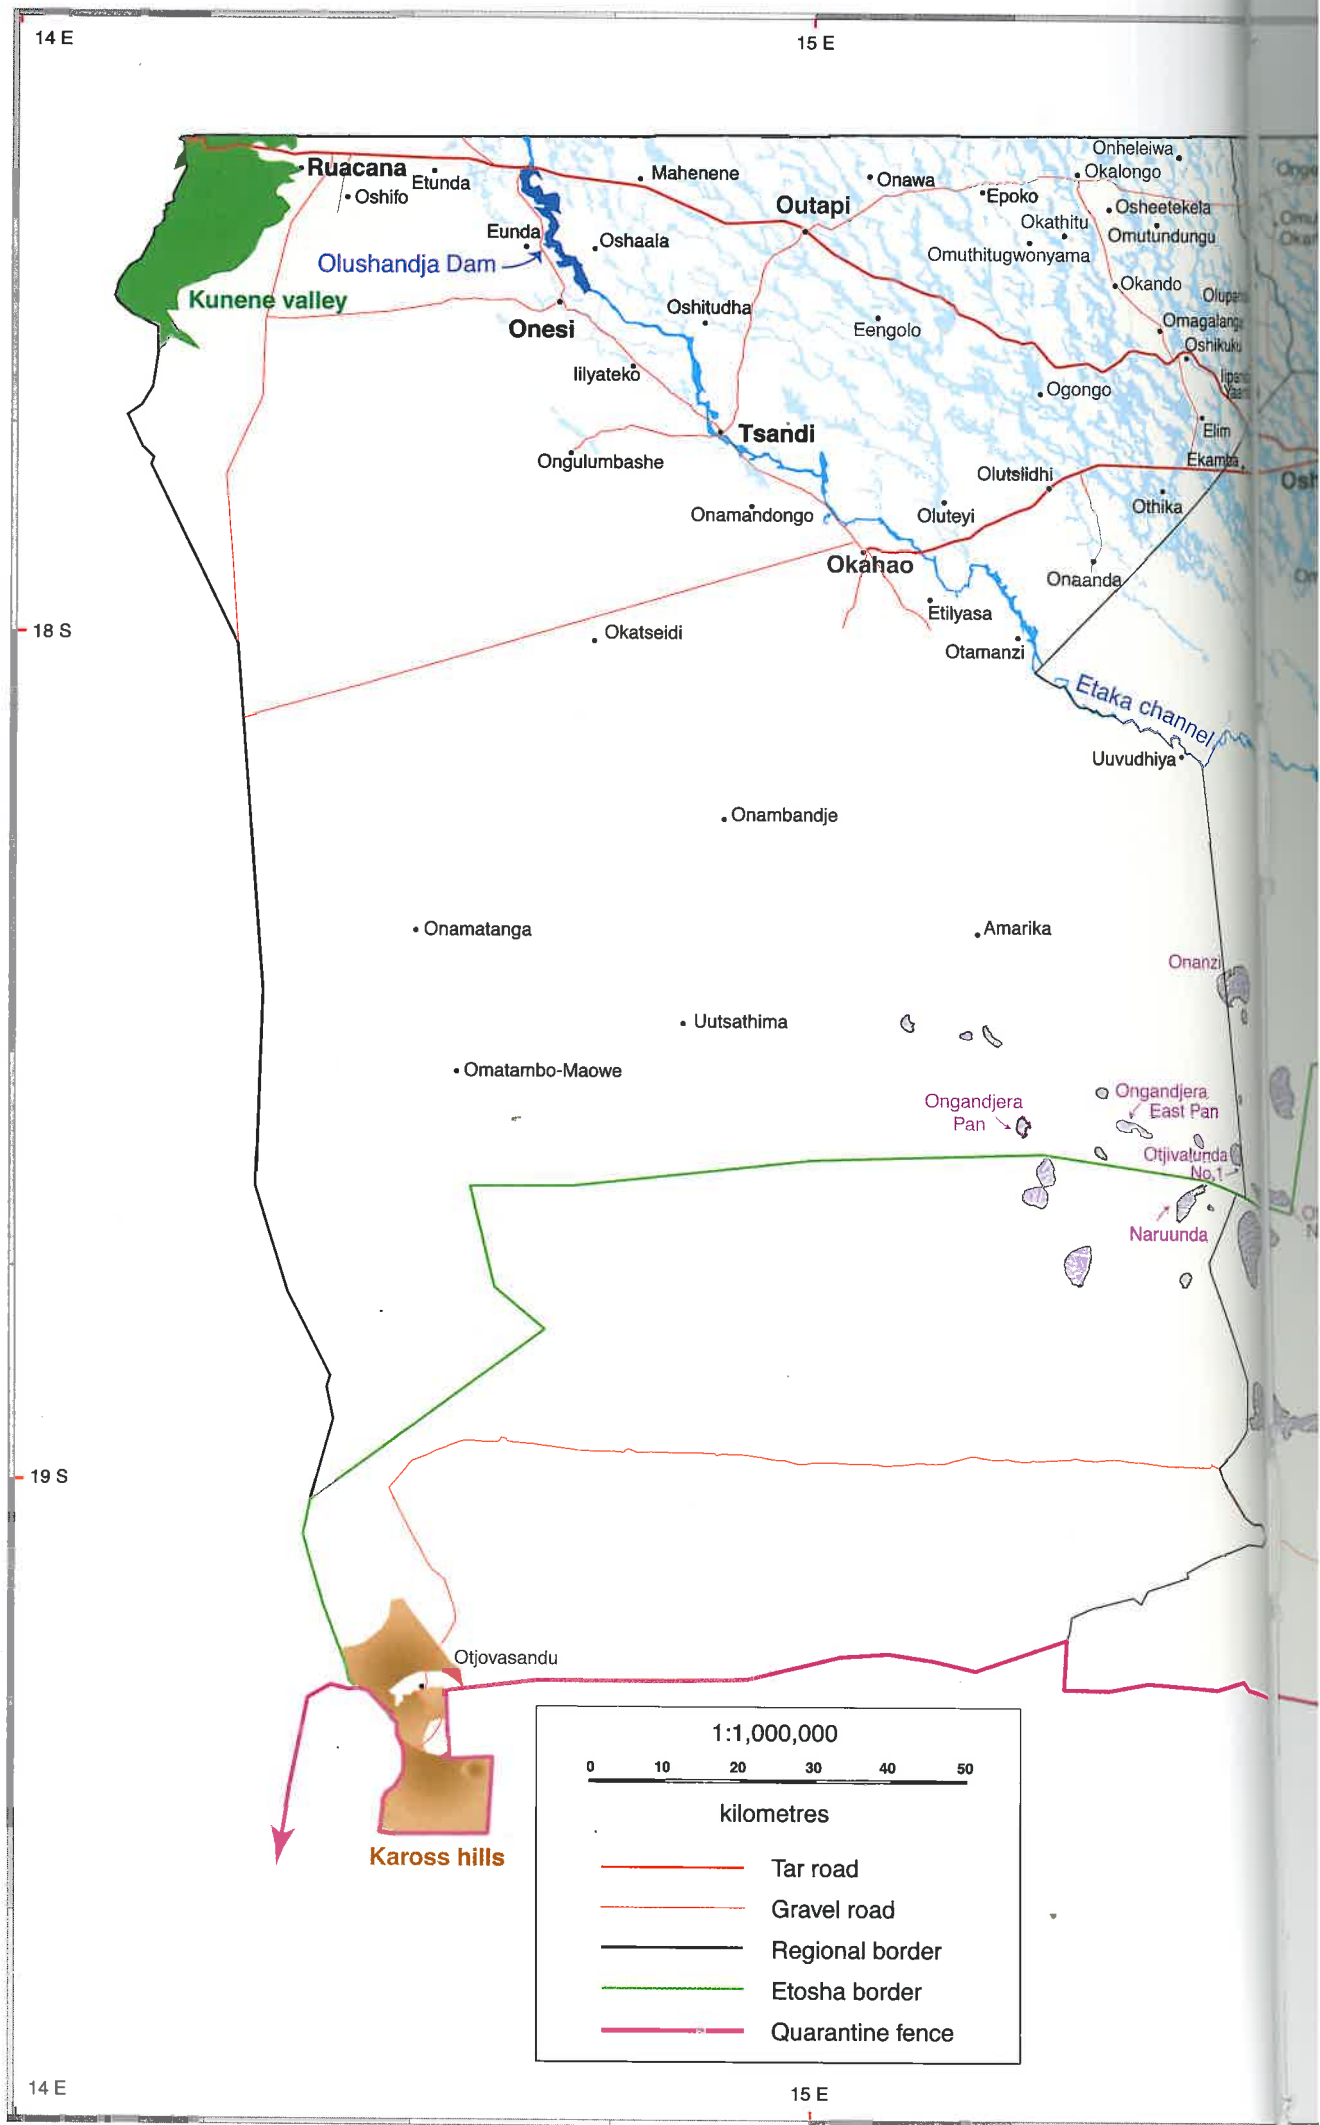 14 E
15 E
Onheleiwa
Ruacana
Etunda
Oshifo
Mahenene
Onawa
Okalongo
Epoko
Outapi
Osheetekela
Okathitu
Omutundungu
Eunda
Oshaala
Omuthitugwonyama
Olushandja Dam
Okando
Kunene valley
Oshitudha
Onesi
Eengolo
Oshikuku
Iilyateko
Ogongo
Tsandi
Elim
Ongulumbashe
Ekamba
Olutsiidhi
Othika
Onamandongo
Oluteyi
Okahao
Onaanda
Etilyasa
18 S
Okatseidi
Otamanzi
Etaka channel
Uuvudhiya
Onambandje
Onamatanga
Amarika
Onanzi
Uutsathima
Omatambo-Maowe
Ongandjera
Pan
Ongandjera
East Pan
Otjivalunda
No.1
Naruunda
19 S
Otjovasandu
Kaross hills
1:1,000,000
0 10 20 30 40 50
kilometres
Tar road
Gravel road
Regional border
Etosha border
Quarantine fence
14 E
15 E